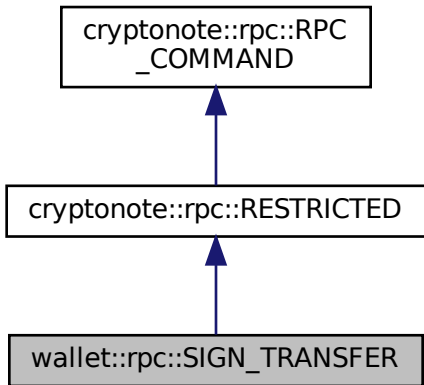 cryptonote::rpc::RPC
_COMMAND
cryptonote::rpc::RESTRICTED
wallet::rpc::SIGN_TRANSFER